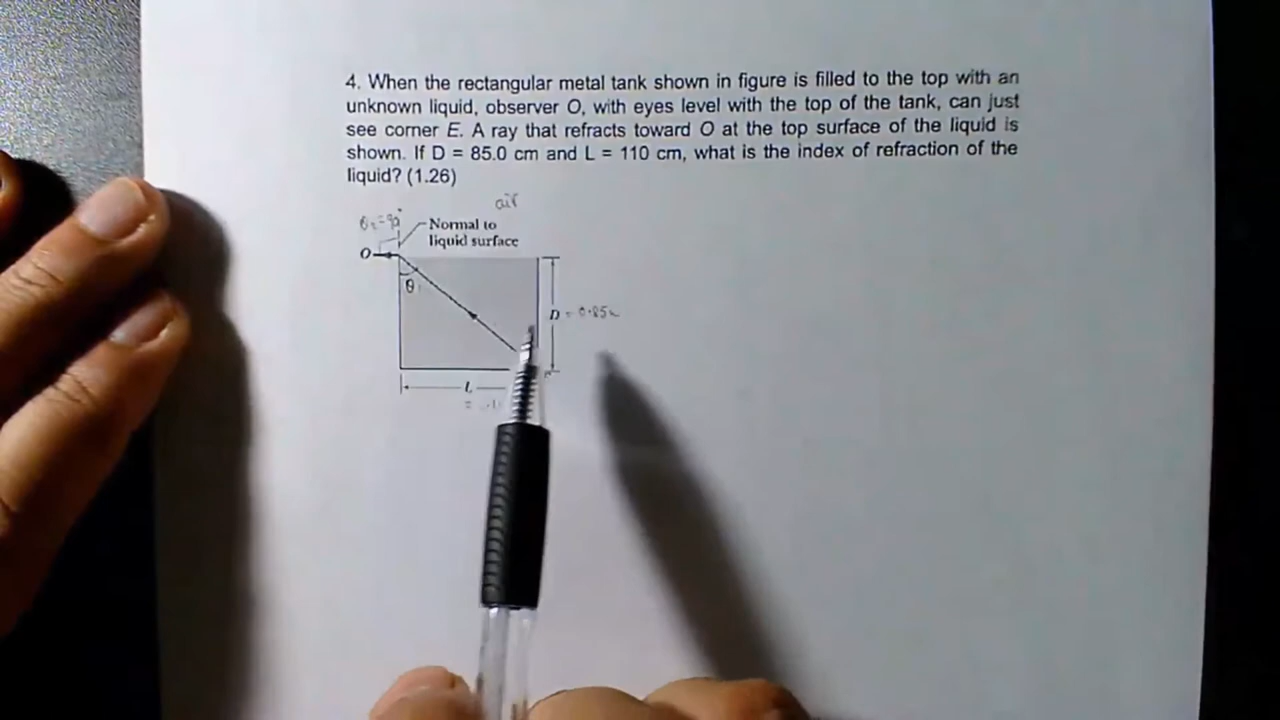 4. When the rectangular metal tank shown in figure is filled to the top with an
unknown liquid, observer O, with eyes level with the top of the tank, can just
see corner E. A ray that refracts toward O at the top surface of the liquid is
shown. If D = 85.0 cm and L = 110 cm, what is the index of refraction of the
liquid? (1.26)
air
Normal to
liquid surface
O
θ
D = 0.85
L